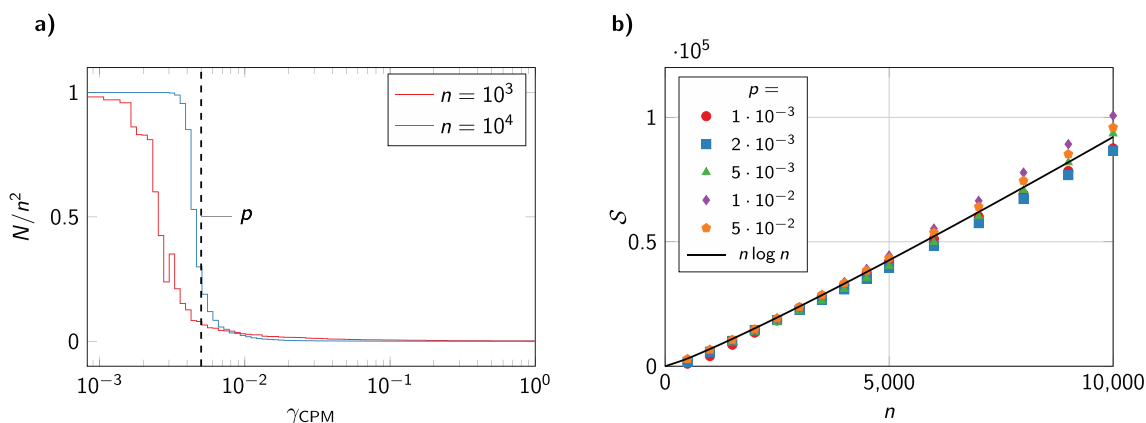 a)
1
0.5
0
N/n²
10⁻³
10⁻²
10⁻¹
10⁰
γCPM
n = 10³
n = 10⁴
p
b)
·10⁵
1
0.5
0
S
0
5,000
10,000
n
p =
1 · 10⁻³
2 · 10⁻³
5 · 10⁻³
1 · 10⁻²
5 · 10⁻²
n log n